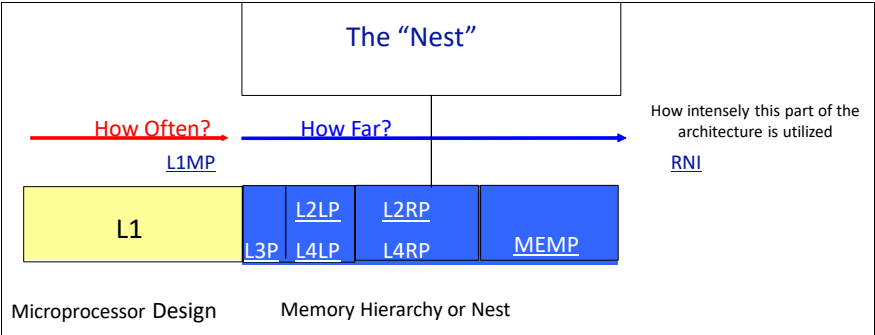 The “Nest”
How Often?
How Far?
How intensely this part of the
architecture is utilized
L1MP
RNI
L1
L2LP
L2RP
L3P
L4LP
L4RP
MEMP
Microprocessor Design
Memory Hierarchy or Nest